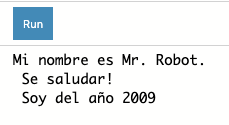 Run
Mi nombre es Mr. Robot.
Se saludar!
Soy del año 2009